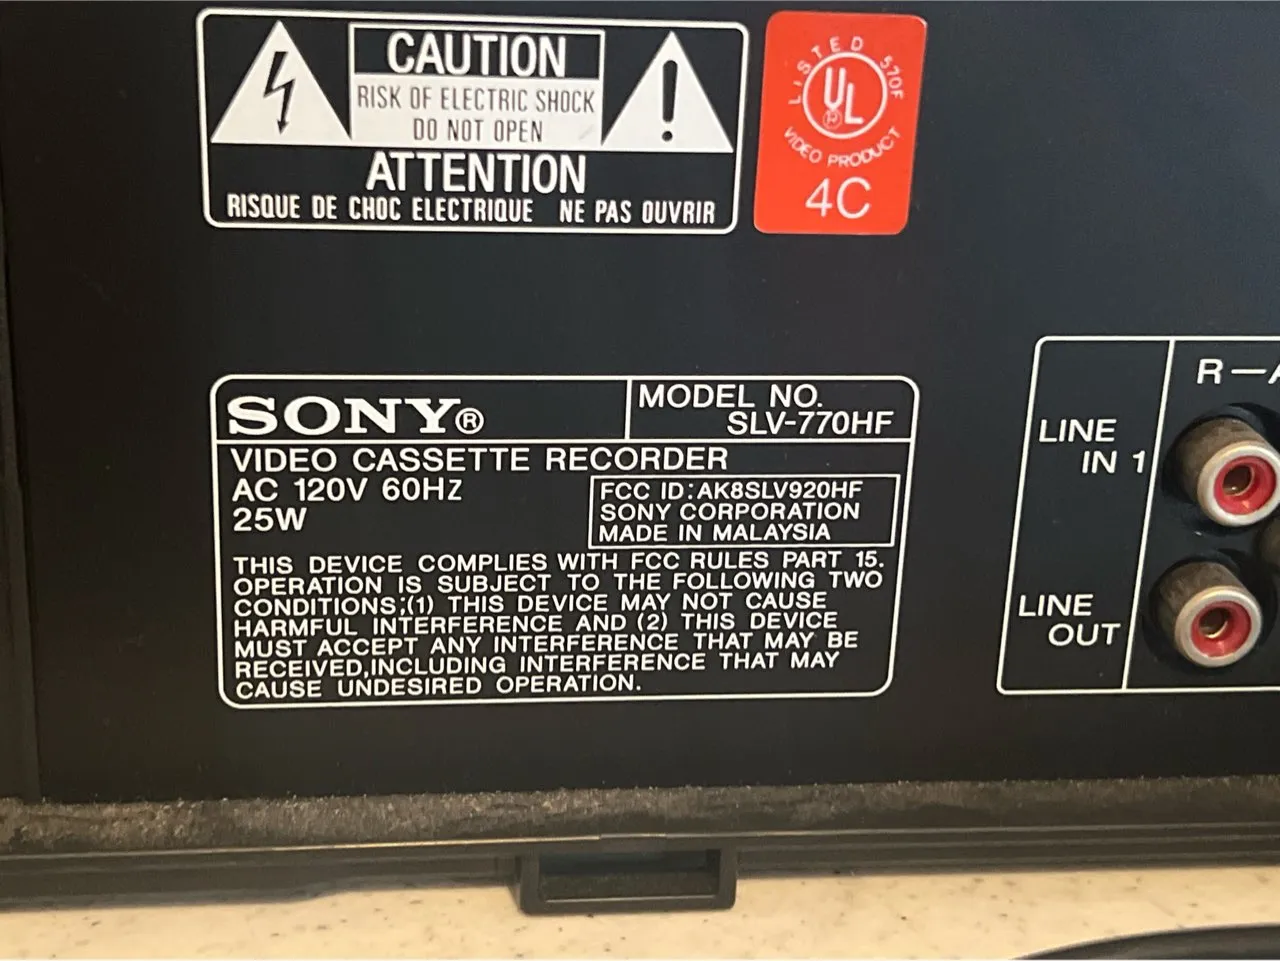 CAUTION
RISK OF ELECTRIC SHOCK
DO NOT OPEN
ATTENTION
RISQUE DE CHOC ELECTRIQUE NE PAS OUVRIR
LISTED 570F
UL®
VIDEO PRODUCT
4C
SONY®
MODEL NO.
SLV-770HF
VIDEO CASSETTE RECORDER
AC 120V 60Hz
25W
FCC ID:AK8SLV920HF
SONY CORPORATION
MADE IN MALAYSIA
THIS DEVICE COMPLIES WITH FCC RULES PART 15.
OPERATION IS SUBJECT TO THE FOLLOWING TWO
CONDITIONS:(1) THIS DEVICE MAY NOT CAUSE
HARMFUL INTERFERENCE AND (2) THIS DEVICE
MUST ACCEPT ANY INTERFERENCE THAT MAY BE
RECEIVED,INCLUDING INTERFERENCE THAT MAY
CAUSE UNDESIRED OPERATION.
R—A
LINE
IN 1
LINE
OUT